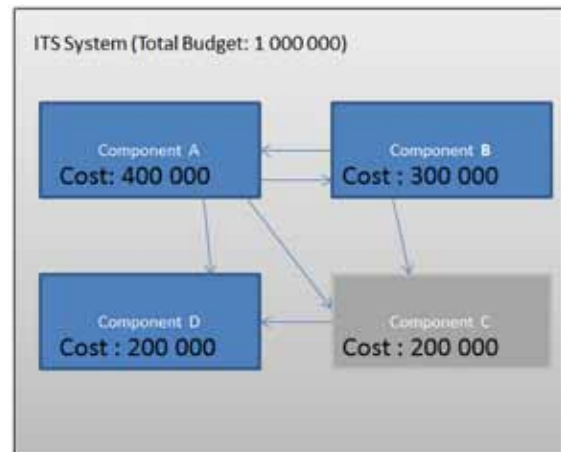 ITS System (Total Budget: 1 000 000)
Component A
Cost: 400 000
Component B
Cost : 300 000
Component D
Cost : 200 000
Component C
Cost : 200 000